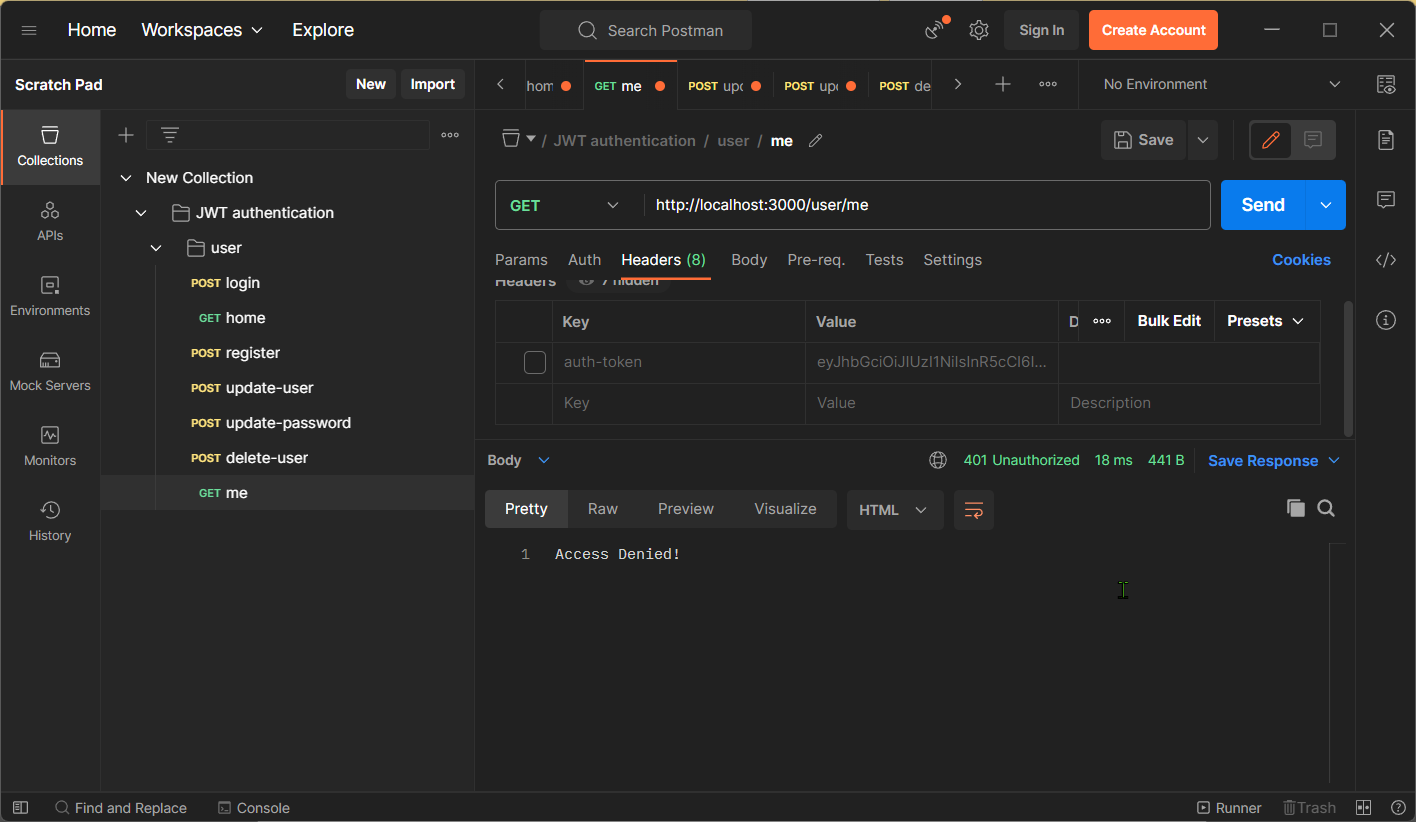 Home Workspaces Explore Search Postman Sign In Create Account
Scratch Pad New Import
hom GET me POST upc POST upc POST de No Environment
Collections
APIs
Environments
Mock Servers
Monitors
History
New Collection
JWT authentication
user
POST login
GET home
POST register
POST update-user
POST update-password
POST delete-user
GET me
/ JWT authentication / user / me Save
GET http://localhost:3000/user/me Send
Params Auth Headers (8) Body Pre-req. Tests Settings Cookies
Headers 7 hidden
Key Value D Bulk Edit Presets
auth-token eyJhbGciOiJIUzI1NiIsInR5cCI6I...
Key Value Description
Body 401 Unauthorized 18 ms 441 B Save Response
Pretty Raw Preview Visualize HTML
1 Access Denied!
Find and Replace Console Runner Trash